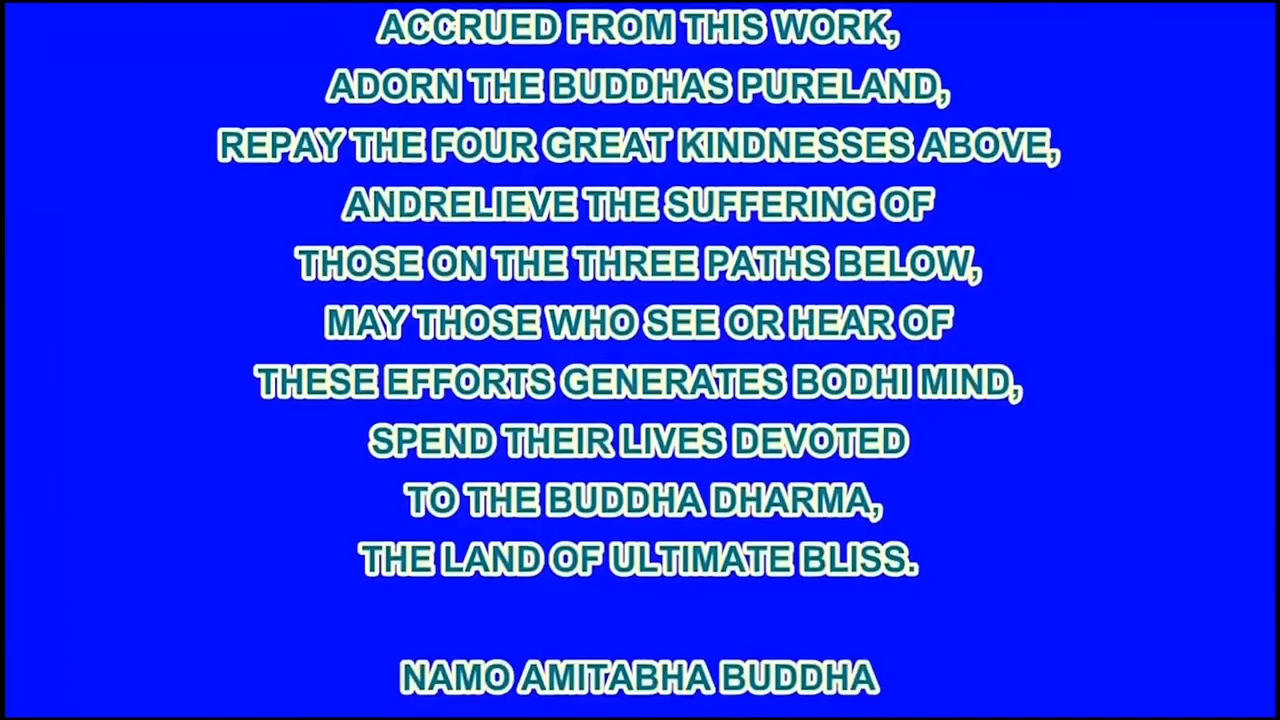 ACCRUED FROM THIS WORK,
ADORN THE BUDDHAS PURELAND,
REPAY THE FOUR GREAT KINDNESSES ABOVE,
ANDRELIEVE THE SUFFERING OF
THOSE ON THE THREE PATHS BELOW,
MAY THOSE WHO SEE OR HEAR OF
THESE EFFORTS GENERATES BODHI MIND,
SPEND THEIR LIVES DEVOTED
TO THE BUDDHA DHARMA,
THE LAND OF ULTIMATE BLISS.
NAMO AMITABHA BUDDHA